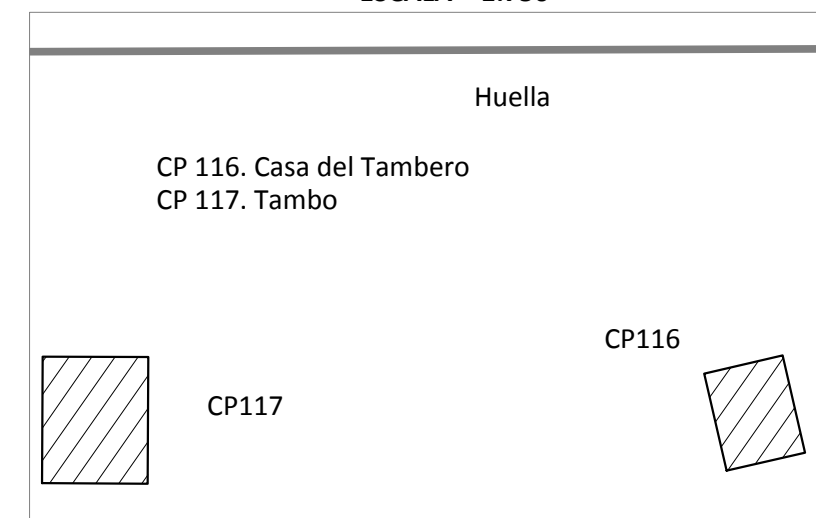 Huella
CP 116. Casa del Tambero
CP 117. Tambo
CP116
CP117